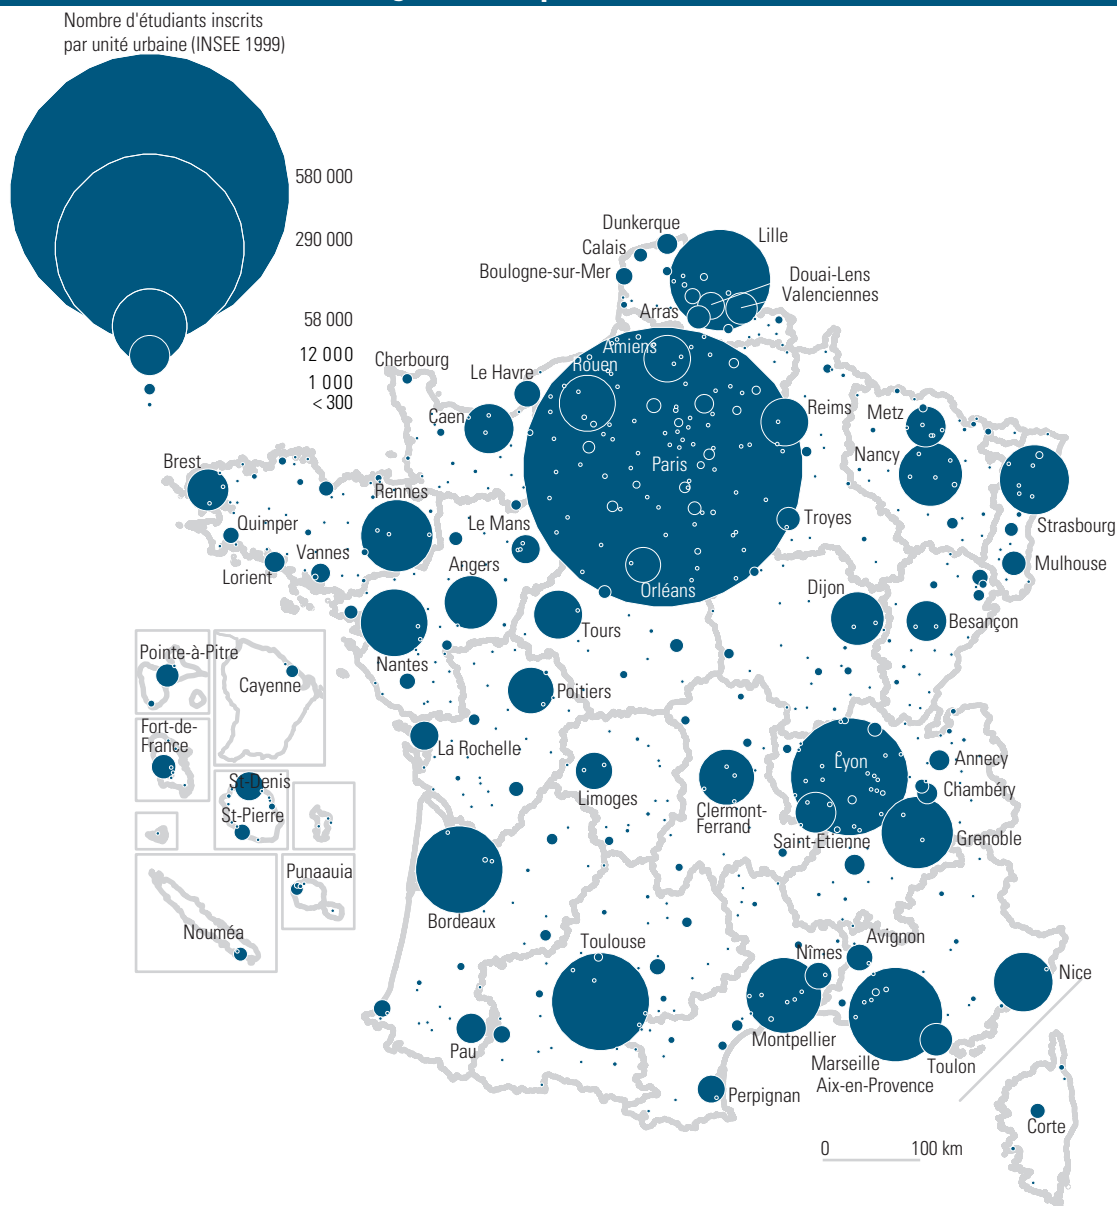 Nombre d'étudiants inscrits
par unité urbaine (INSEE 1999)
580 000
290 000
58 000
12 000
1 000
< 300
Dunkerque
Calais
Boulogne-sur-Mer
Lille
Douai-Lens
Valenciennes
Arras
Amiens
Rouen
Cherbourg
Le Havre
Caen
Reims
Metz
Nancy
Paris
Brest
Rennes
Quimper
Le Mans
Troyes
Strasbourg
Vannes
Lorient
Angers
Mulhouse
Orléans
Dijon
Besançon
Tours
Nantes
Pointe-à-Pitre
Cayenne
Poitiers
Fort-de-
France
La Rochelle
Lyon
Annecy
St-Denis
St-Pierre
Limoges
Clermont-
Ferrand
Chambéry
Saint-Etienne
Grenoble
Punaauia
Bordeaux
Nouméa
Toulouse
Nîmes
Avignon
Nice
Pau
Montpellier
Marseille
Aix-en-Provence
Toulon
Perpignan
Corte
0
100 km